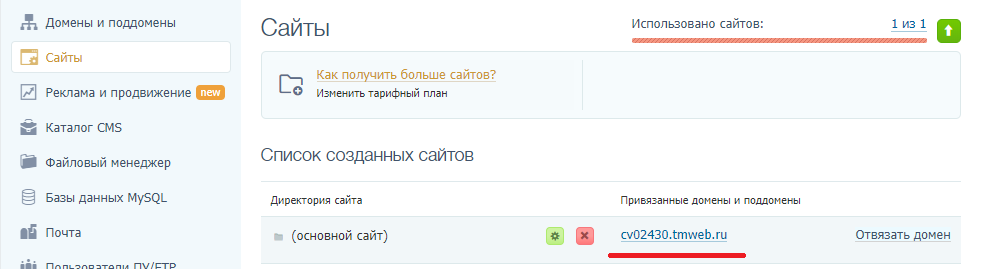 Домены и поддомены
Сайты
Реклама и продвижение new
Каталог CMS
Файловый менеджер
Базы данных MySQL
Почта
Пользователи ПУ/FTP
Сайты
Использовано сайтов: 1 из 1
Как получить больше сайтов?
Изменить тарифный план
Список созданных сайтов
Директория сайта Привязанные домены и поддомены
(основной сайт) cv02430.tmweb.ru Отвязать домен